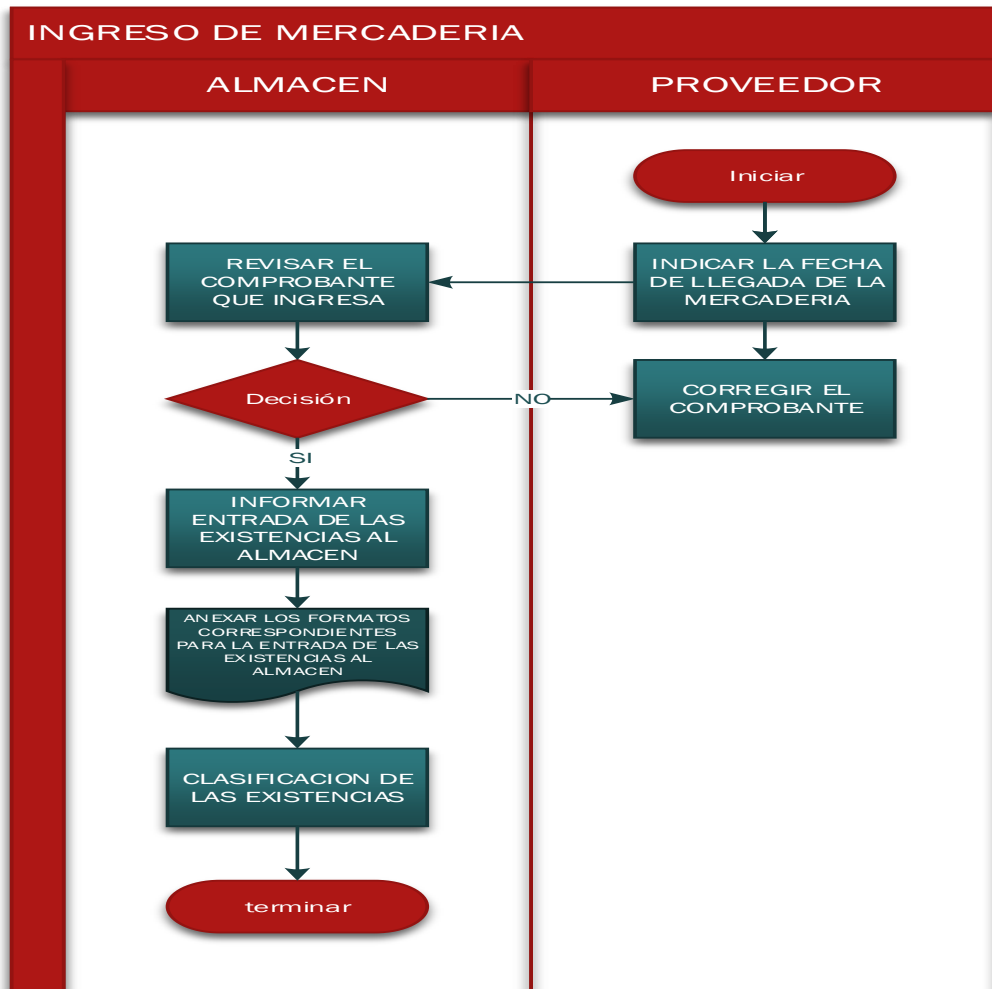 INGRESO DE MERCADERIA
ALMACEN
PROVEEDOR
Iniciar
REVISAR EL
COMPROBANTE
QUE INGRESA
INDICAR LA FECHA
DE LLEGADA DE LA
MERCADERIA
Decisión
NO
CORREGIR EL
COMPROBANTE
SI
INFORMAR
ENTRADA DE LAS
EXISTENCIAS AL
ALMACEN
ANEXAR LOS FORMATOS
CORRESPONDIENTES
PARA LA ENTRADA DE LAS
EXISTENCIAS AL
ALMACEN
CLASIFICACION DE
LAS EXISTENCIAS
terminar